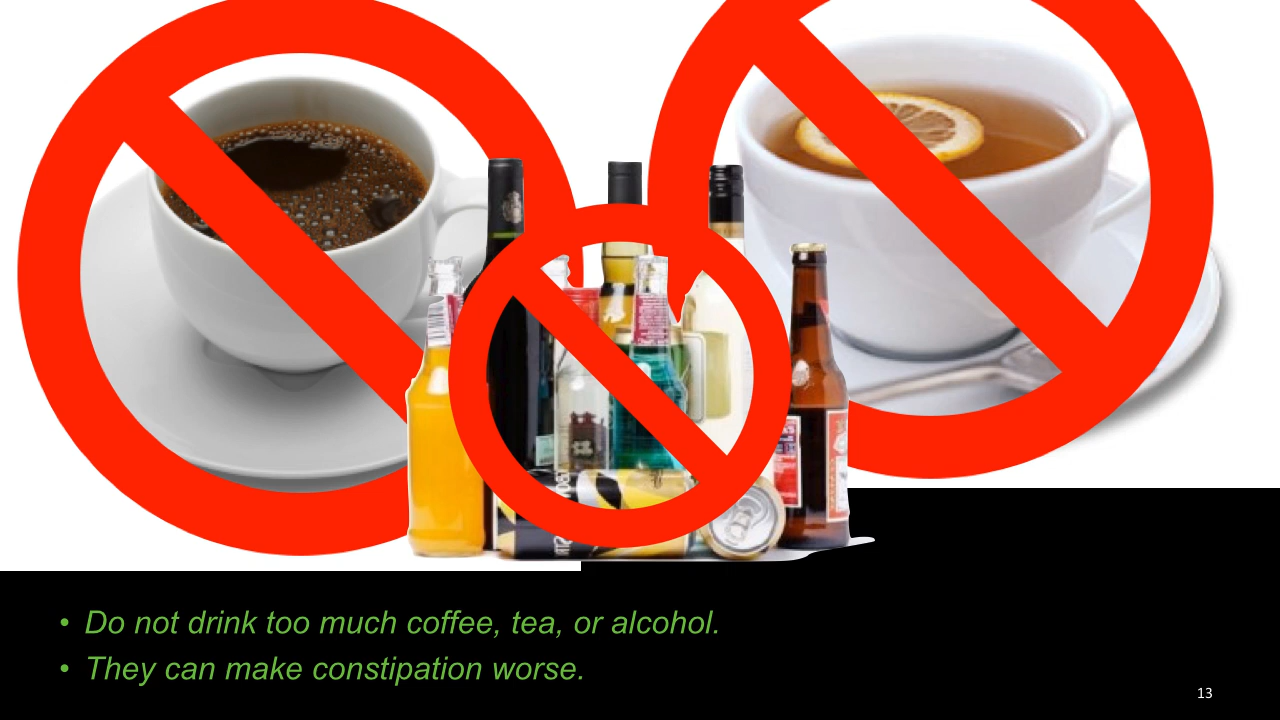 • Do not drink too much coffee, tea, or alcohol.
• They can make constipation worse.
13